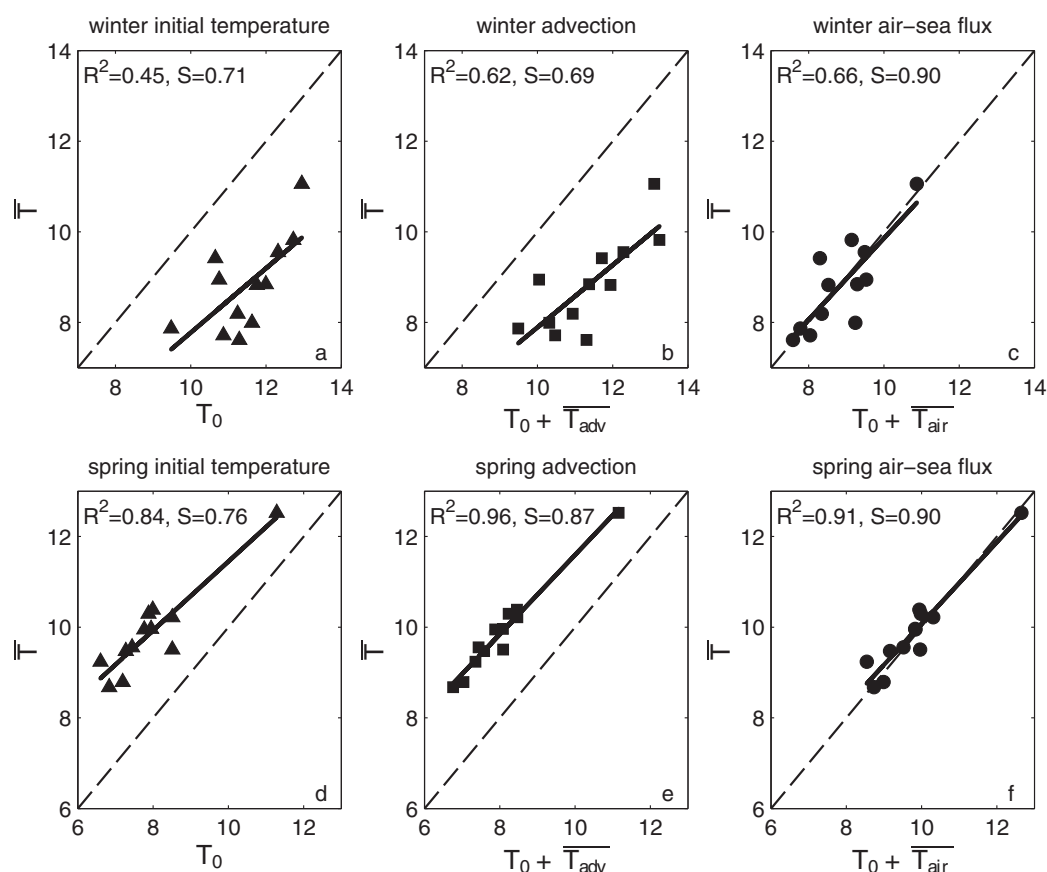 winter initial temperature
winter advection
winter air-sea flux
R²=0.45, S=0.71
R²=0.62, S=0.69
R²=0.66, S=0.90
14
14
14
12
12
12
10
10
10
8
8
8
T̿
T̿
T̿
a
b
c
8 10 12 14
8 10 12 14
8 10 12 14
T₀
T₀ + T̅adv
T₀ + T̅air
spring initial temperature
spring advection
spring air-sea flux
R²=0.84, S=0.76
R²=0.96, S=0.87
R²=0.91, S=0.90
12
12
12
10
10
10
8
8
8
6
6
6
T̿
T̿
T̿
d
e
f
6 8 10 12
6 8 10 12
6 8 10 12
T₀
T₀ + T̅adv
T₀ + T̅air